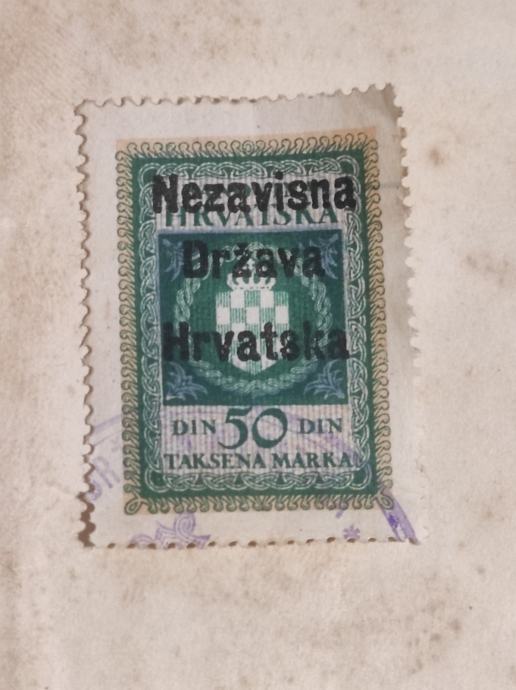 Nezavisna
HRVATSKA
Država
Hrvatska
DIN 50 DIN
TAKSENA MARKA